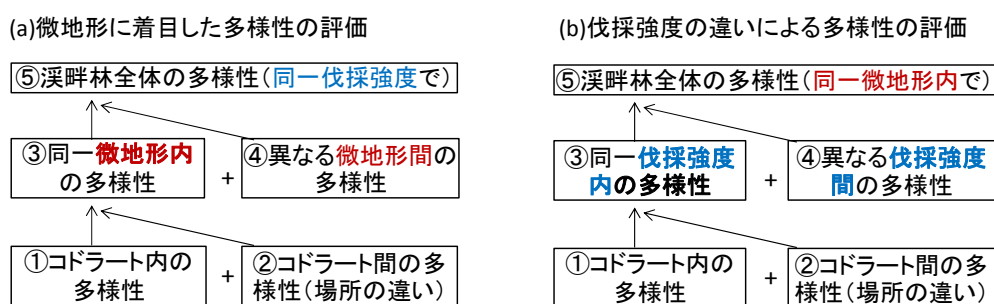 (a)微地形に着目した多様性の評価
⑤渓畔林全体の多様性(同一伐採強度で)
③同一微地形内
の多様性
+
④異なる微地形間の
多様性
①コドラート内の
多様性
+
②コドラート間の多
様性(場所の違い)
(b)伐採強度の違いによる多様性の評価
⑤渓畔林全体の多様性(同一微地形内で)
③同一伐採強度
内の多様性
+
④異なる伐採強度
間の多様性
①コドラート内の
多様性
+
②コドラート間の多
様性(場所の違い)